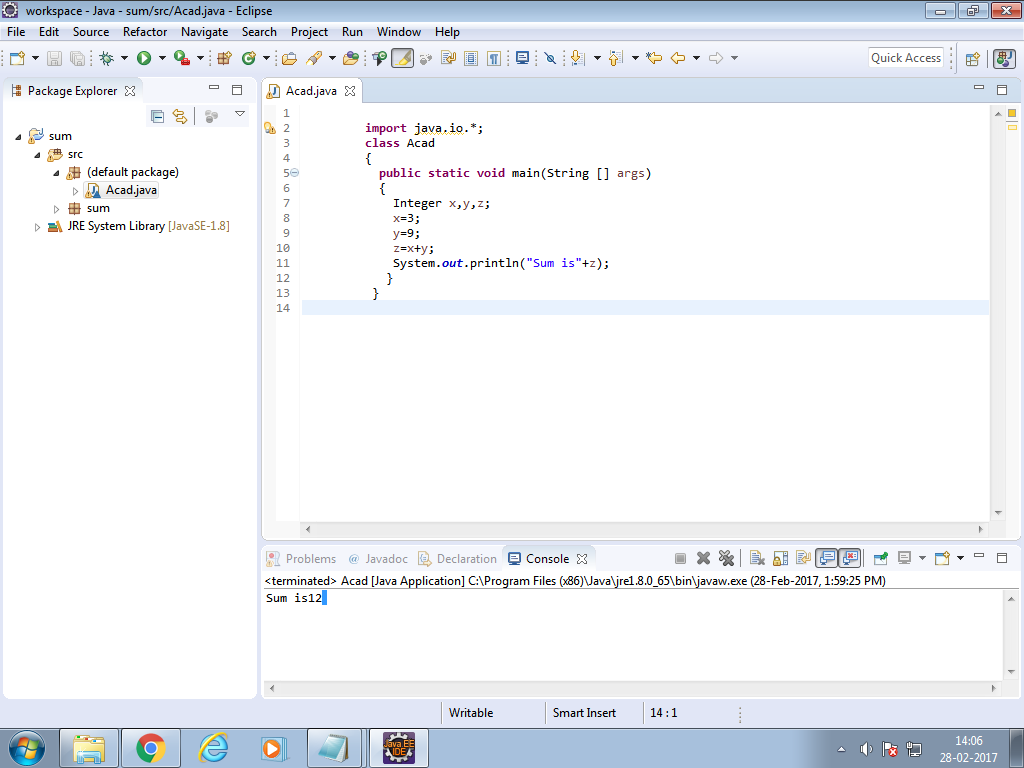 workspace - Java - sum/src/Acad.java - Eclipse
File Edit Source Refactor Navigate Search Project Run Window Help
Quick Access
Package Explorer
sum
src
(default package)
Acad.java
sum
JRE System Library [JavaSE-1.8]
Acad.java
1
2 import java.io.*;
3 class Acad
4 {
5 public static void main(String [] args)
6 {
7 Integer x,y,z;
8 x=3;
9 y=9;
10 z=x+y;
11 System.out.println("Sum is"+z);
12 }
13 }
14
Problems @ Javadoc Declaration Console
<terminated> Acad [Java Application] C:\Program Files (x86)\Java\jre1.8.0_65\bin\javaw.exe (28-Feb-2017, 1:59:25 PM)
Sum is12
Writable Smart Insert 14 : 1
Java EE
IDE
14:06
28-02-2017